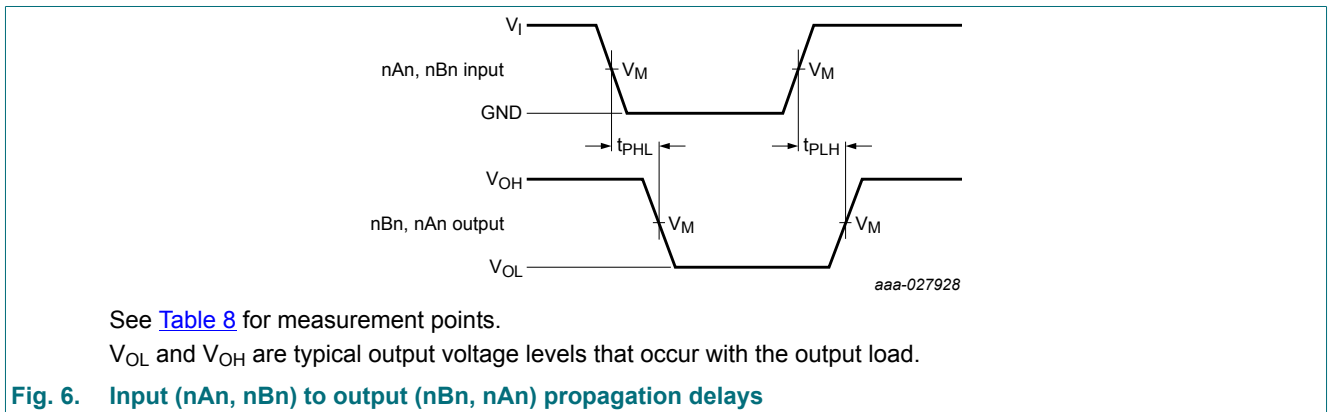 VI
nAn, nBn input
VM
VM
GND
tPHL
tPLH
VOH
nBn, nAn output
VM
VM
VOL
aaa-027928
See Table 8 for measurement points.
VOL and VOH are typical output voltage levels that occur with the output load.
Fig. 6. Input (nAn, nBn) to output (nBn, nAn) propagation delays